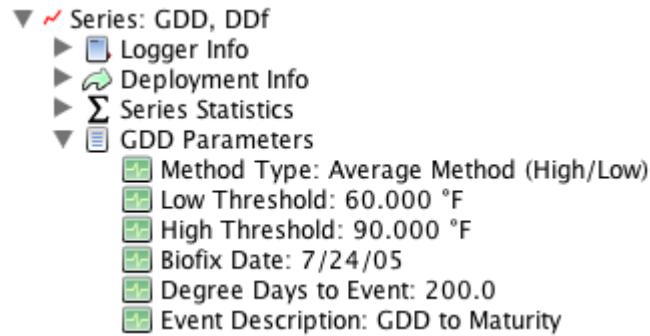 Series: GDD, DDf
Logger Info
Deployment Info
Series Statistics
GDD Parameters
Method Type: Average Method (High/Low)
Low Threshold: 60.000 °F
High Threshold: 90.000 °F
Biofix Date: 7/24/05
Degree Days to Event: 200.0
Event Description: GDD to Maturity